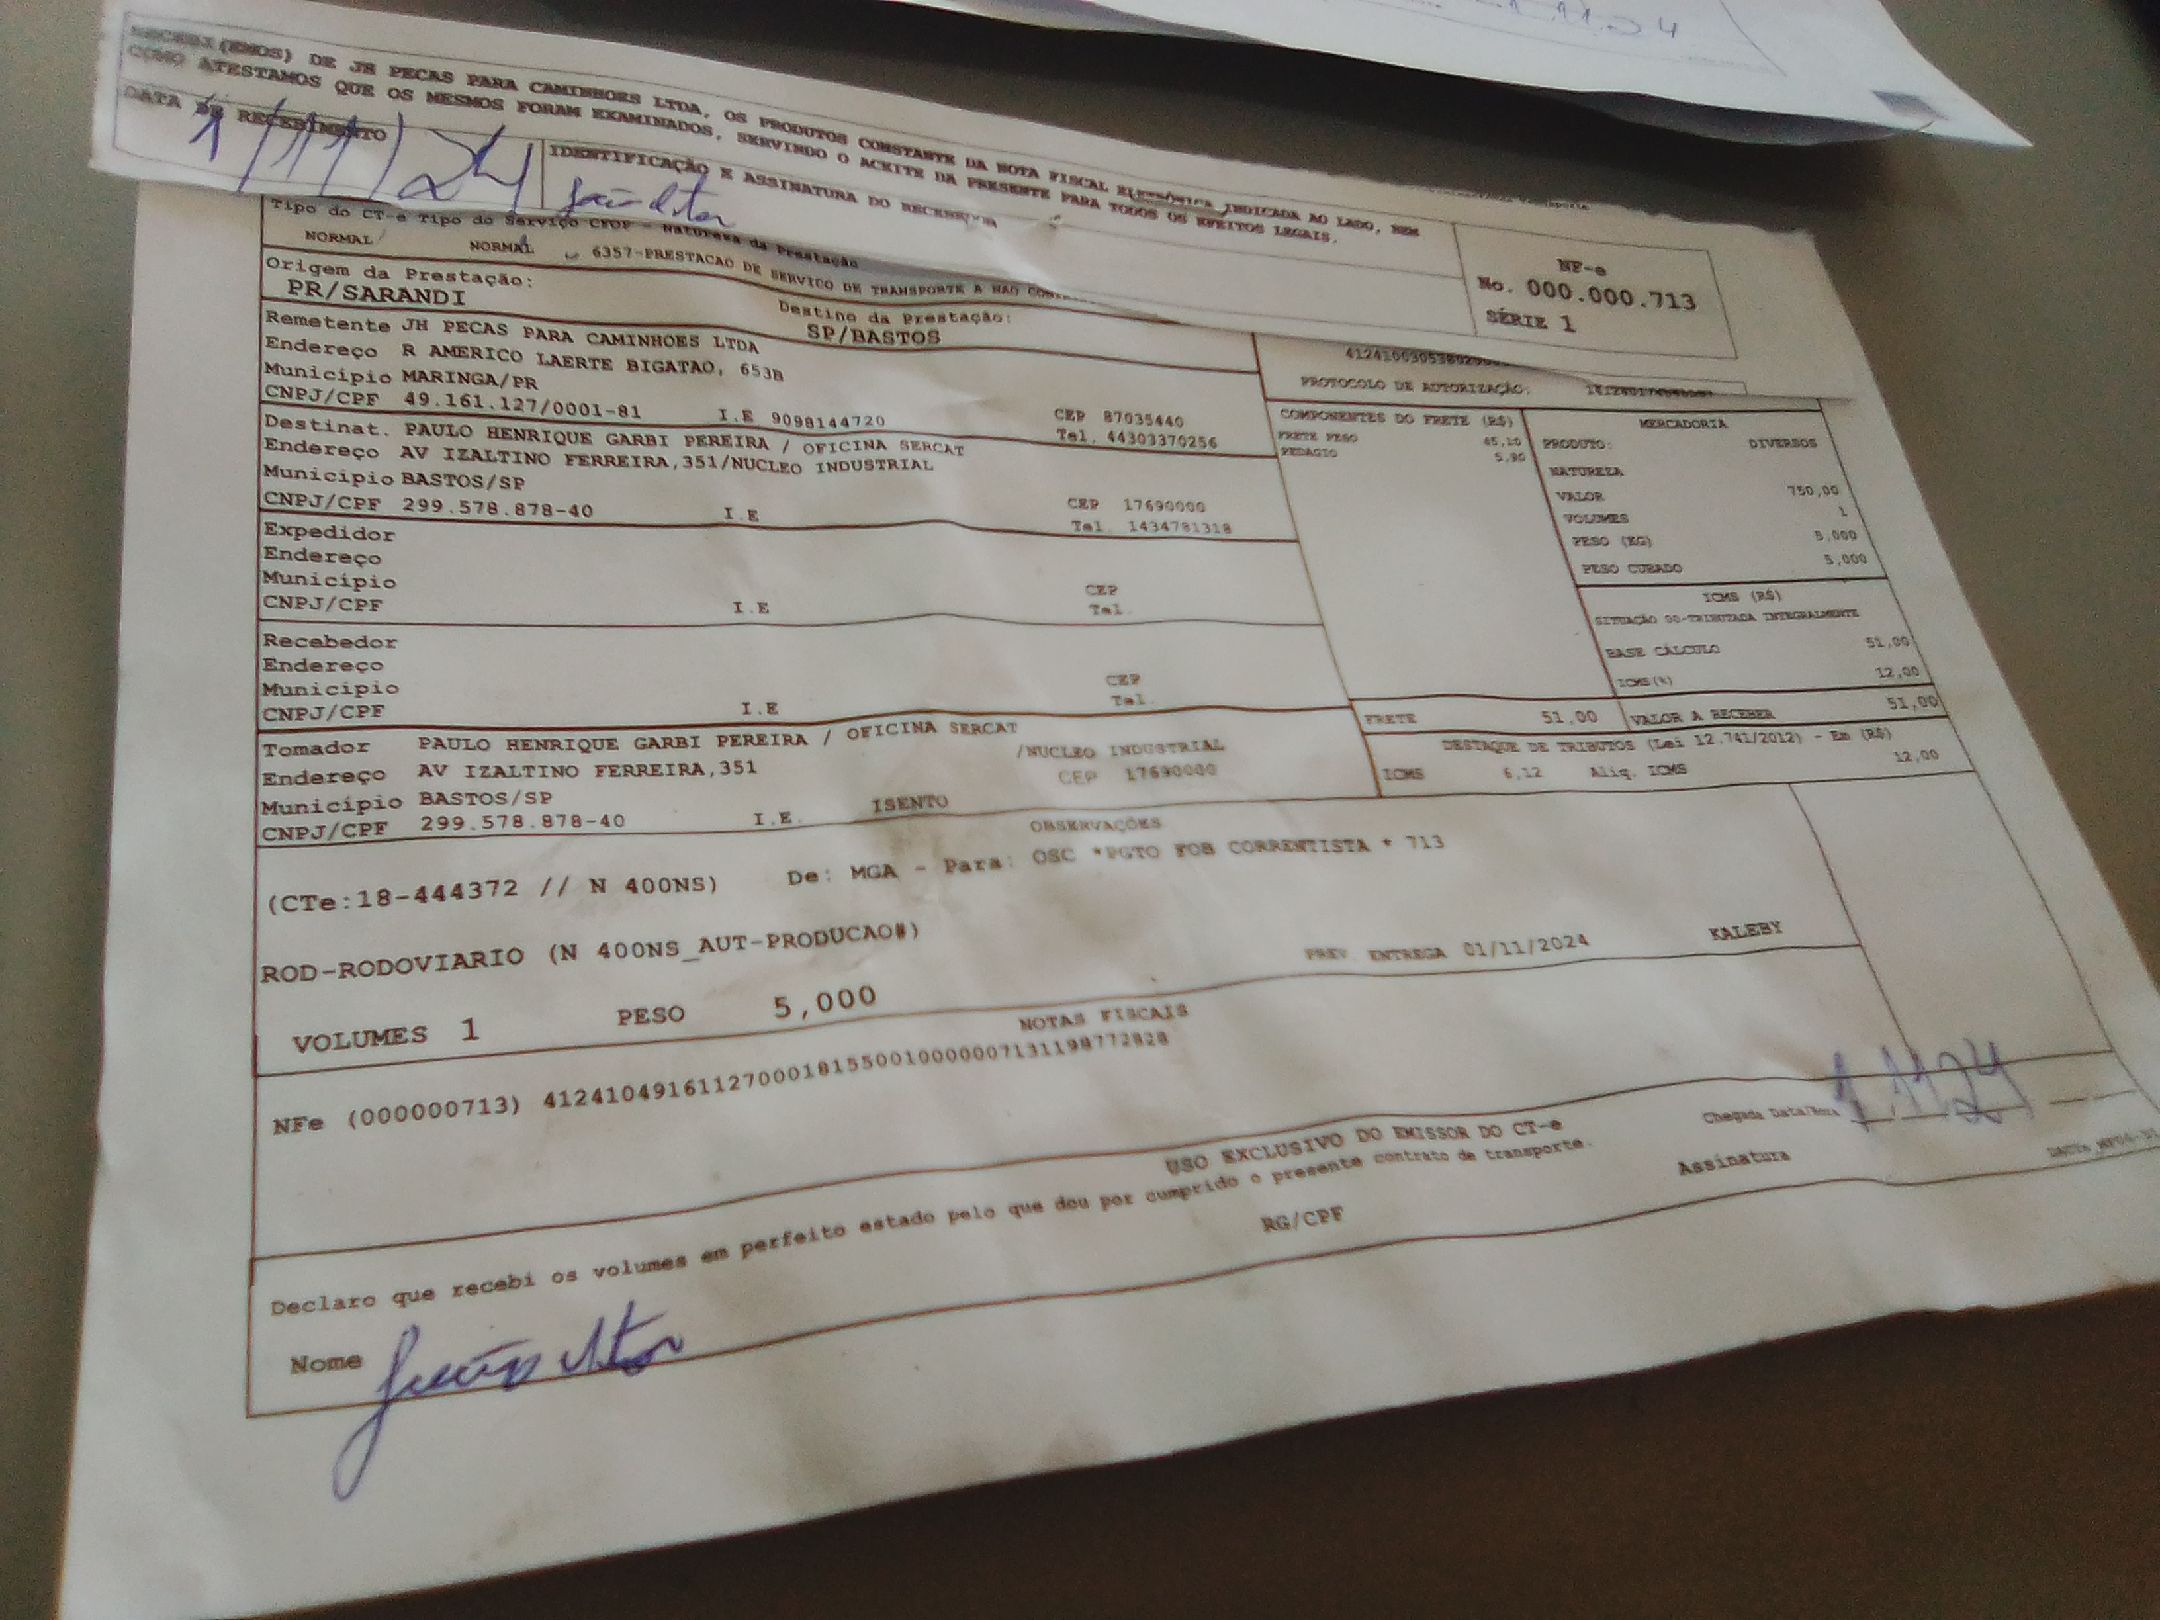 RECEBI(EMOS) DE JH PECAS PARA CAMINHOES LTDA, OS PRODUTOS CONSTANTE DA NOTA FISCAL ELETRÔNICA INDICADA AO LADO, BEM
COMO ATESTAMOS QUE OS MESMOS FORAM EXAMINADOS, SERVINDO O ACEITE DA PRESENTE PARA TODOS OS EFEITOS LEGAIS.
DATA DE RECEBIMENTO
1/11/24
IDENTIFICAÇÃO E ASSINATURA DO RECEBEDOR
NF-e
No. 000.000.713
SÉRIE 1
Tipo do CT-e Tipo do Serviço CFOP - Natureza da Prestação
NORMAL NORMAL 6357-PRESTACAO DE SERVICO DE TRANSPORTE A NAO
Origem da Prestação:
PR/SARANDI
Destino da Prestação:
SP/BASTOS
Remetente JH PECAS PARA CAMINHOES LTDA
Endereço R AMERICO LAERTE BIGATAO, 653B
Município MARINGA/PR
CEP 87035440
CNPJ/CPF 49.161.127/0001-81 I.E 9098144720
Tel. 44303370256
Destinat. PAULO HENRIQUE GARBI PEREIRA / OFICINA SERCAT
Endereço AV IZALTINO FERREIRA,351/NUCLEO INDUSTRIAL
Município BASTOS/SP
CEP 17690000
CNPJ/CPF 299.578.878-40 I.E
Tel. 1434781318
Expedidor
Endereço
Município CEP
CNPJ/CPF I.E Tel.
Recebedor
Endereço
Município CEP
CNPJ/CPF I.E Tel.
Tomador PAULO HENRIQUE GARBI PEREIRA / OFICINA SERCAT
Endereço AV IZALTINO FERREIRA,351 /NUCLEO INDUSTRIAL
Município BASTOS/SP CEP 17690000
CNPJ/CPF 299.578.878-40 I.E. ISENTO
PROTOCOLO DE AUTORIZAÇÃO:
COMPONENTES DO FRETE (R$)
FRETE PESO 45,10
PEDAGIO 5,90
MERCADORIA
PRODUTO: DIVERSOS
NATUREZA
VALOR 750,00
VOLUMES 1
PESO (KG) 5,000
PESO CUBADO 5,000
ICMS (R$)
SITUAÇÃO 00-TRIBUTADA INTEGRALMENTE
BASE CÁLCULO 51,00
ICMS(%) 12,00
FRETE 51,00 VALOR A RECEBER 51,00
DESTAQUE DE TRIBUTOS (Lei 12.741/2012) - Em (R$)
ICMS 6,12 Aliq. ICMS 12,00
OBSERVAÇÕES
(CTe:18-444372 // N 400NS) De: MGA - Para: OSC *PGTO FOB CORRENTISTA * 713
ROD-RODOVIARIO (N 400NS_AUT-PRODUCAO#)
PREV. ENTREGA 01/11/2024 KALEBY
VOLUMES 1 PESO 5,000
NOTAS FISCAIS
NFe (000000713) 41241049161127000181550010000007131198772828
USO EXCLUSIVO DO EMISSOR DO CT-e
Declaro que recebi os volumes em perfeito estado pelo que dou por cumprido o presente contrato de transporte.
Chegada Data/Hora 1 11 24
Nome
RG/CPF
Assinatura